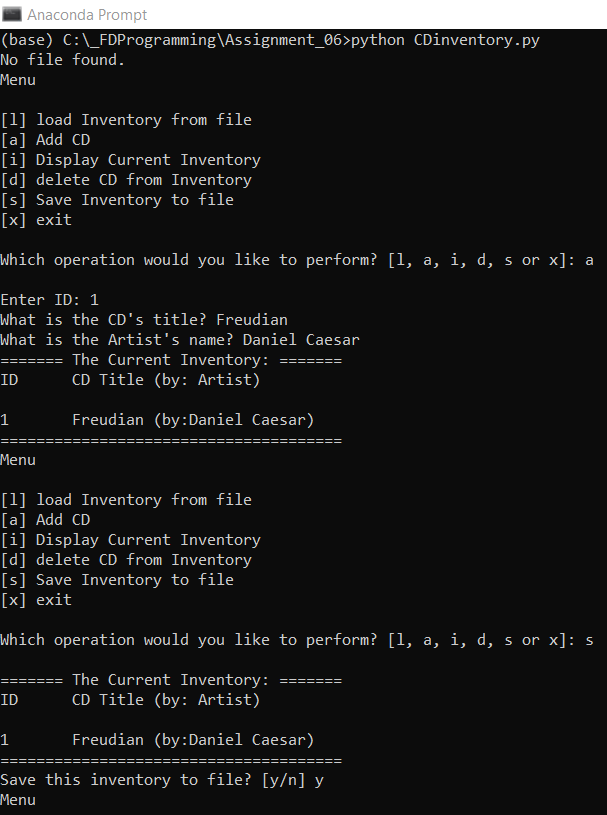 Anaconda Prompt
(base) C:\_FDProgramming\Assignment_06>python CDinventory.py
No file found.
Menu
[l] load Inventory from file
[a] Add CD
[i] Display Current Inventory
[d] delete CD from Inventory
[s] Save Inventory to file
[x] exit
Which operation would you like to perform? [l, a, i, d, s or x]: a
Enter ID: 1
What is the CD's title? Freudian
What is the Artist's name? Daniel Caesar
======= The Current Inventory: =======
ID      CD Title (by: Artist)
1       Freudian (by:Daniel Caesar)
======================================
Menu
[l] load Inventory from file
[a] Add CD
[i] Display Current Inventory
[d] delete CD from Inventory
[s] Save Inventory to file
[x] exit
Which operation would you like to perform? [l, a, i, d, s or x]: s
======= The Current Inventory: =======
ID      CD Title (by: Artist)
1       Freudian (by:Daniel Caesar)
======================================
Save this inventory to file? [y/n] y
Menu